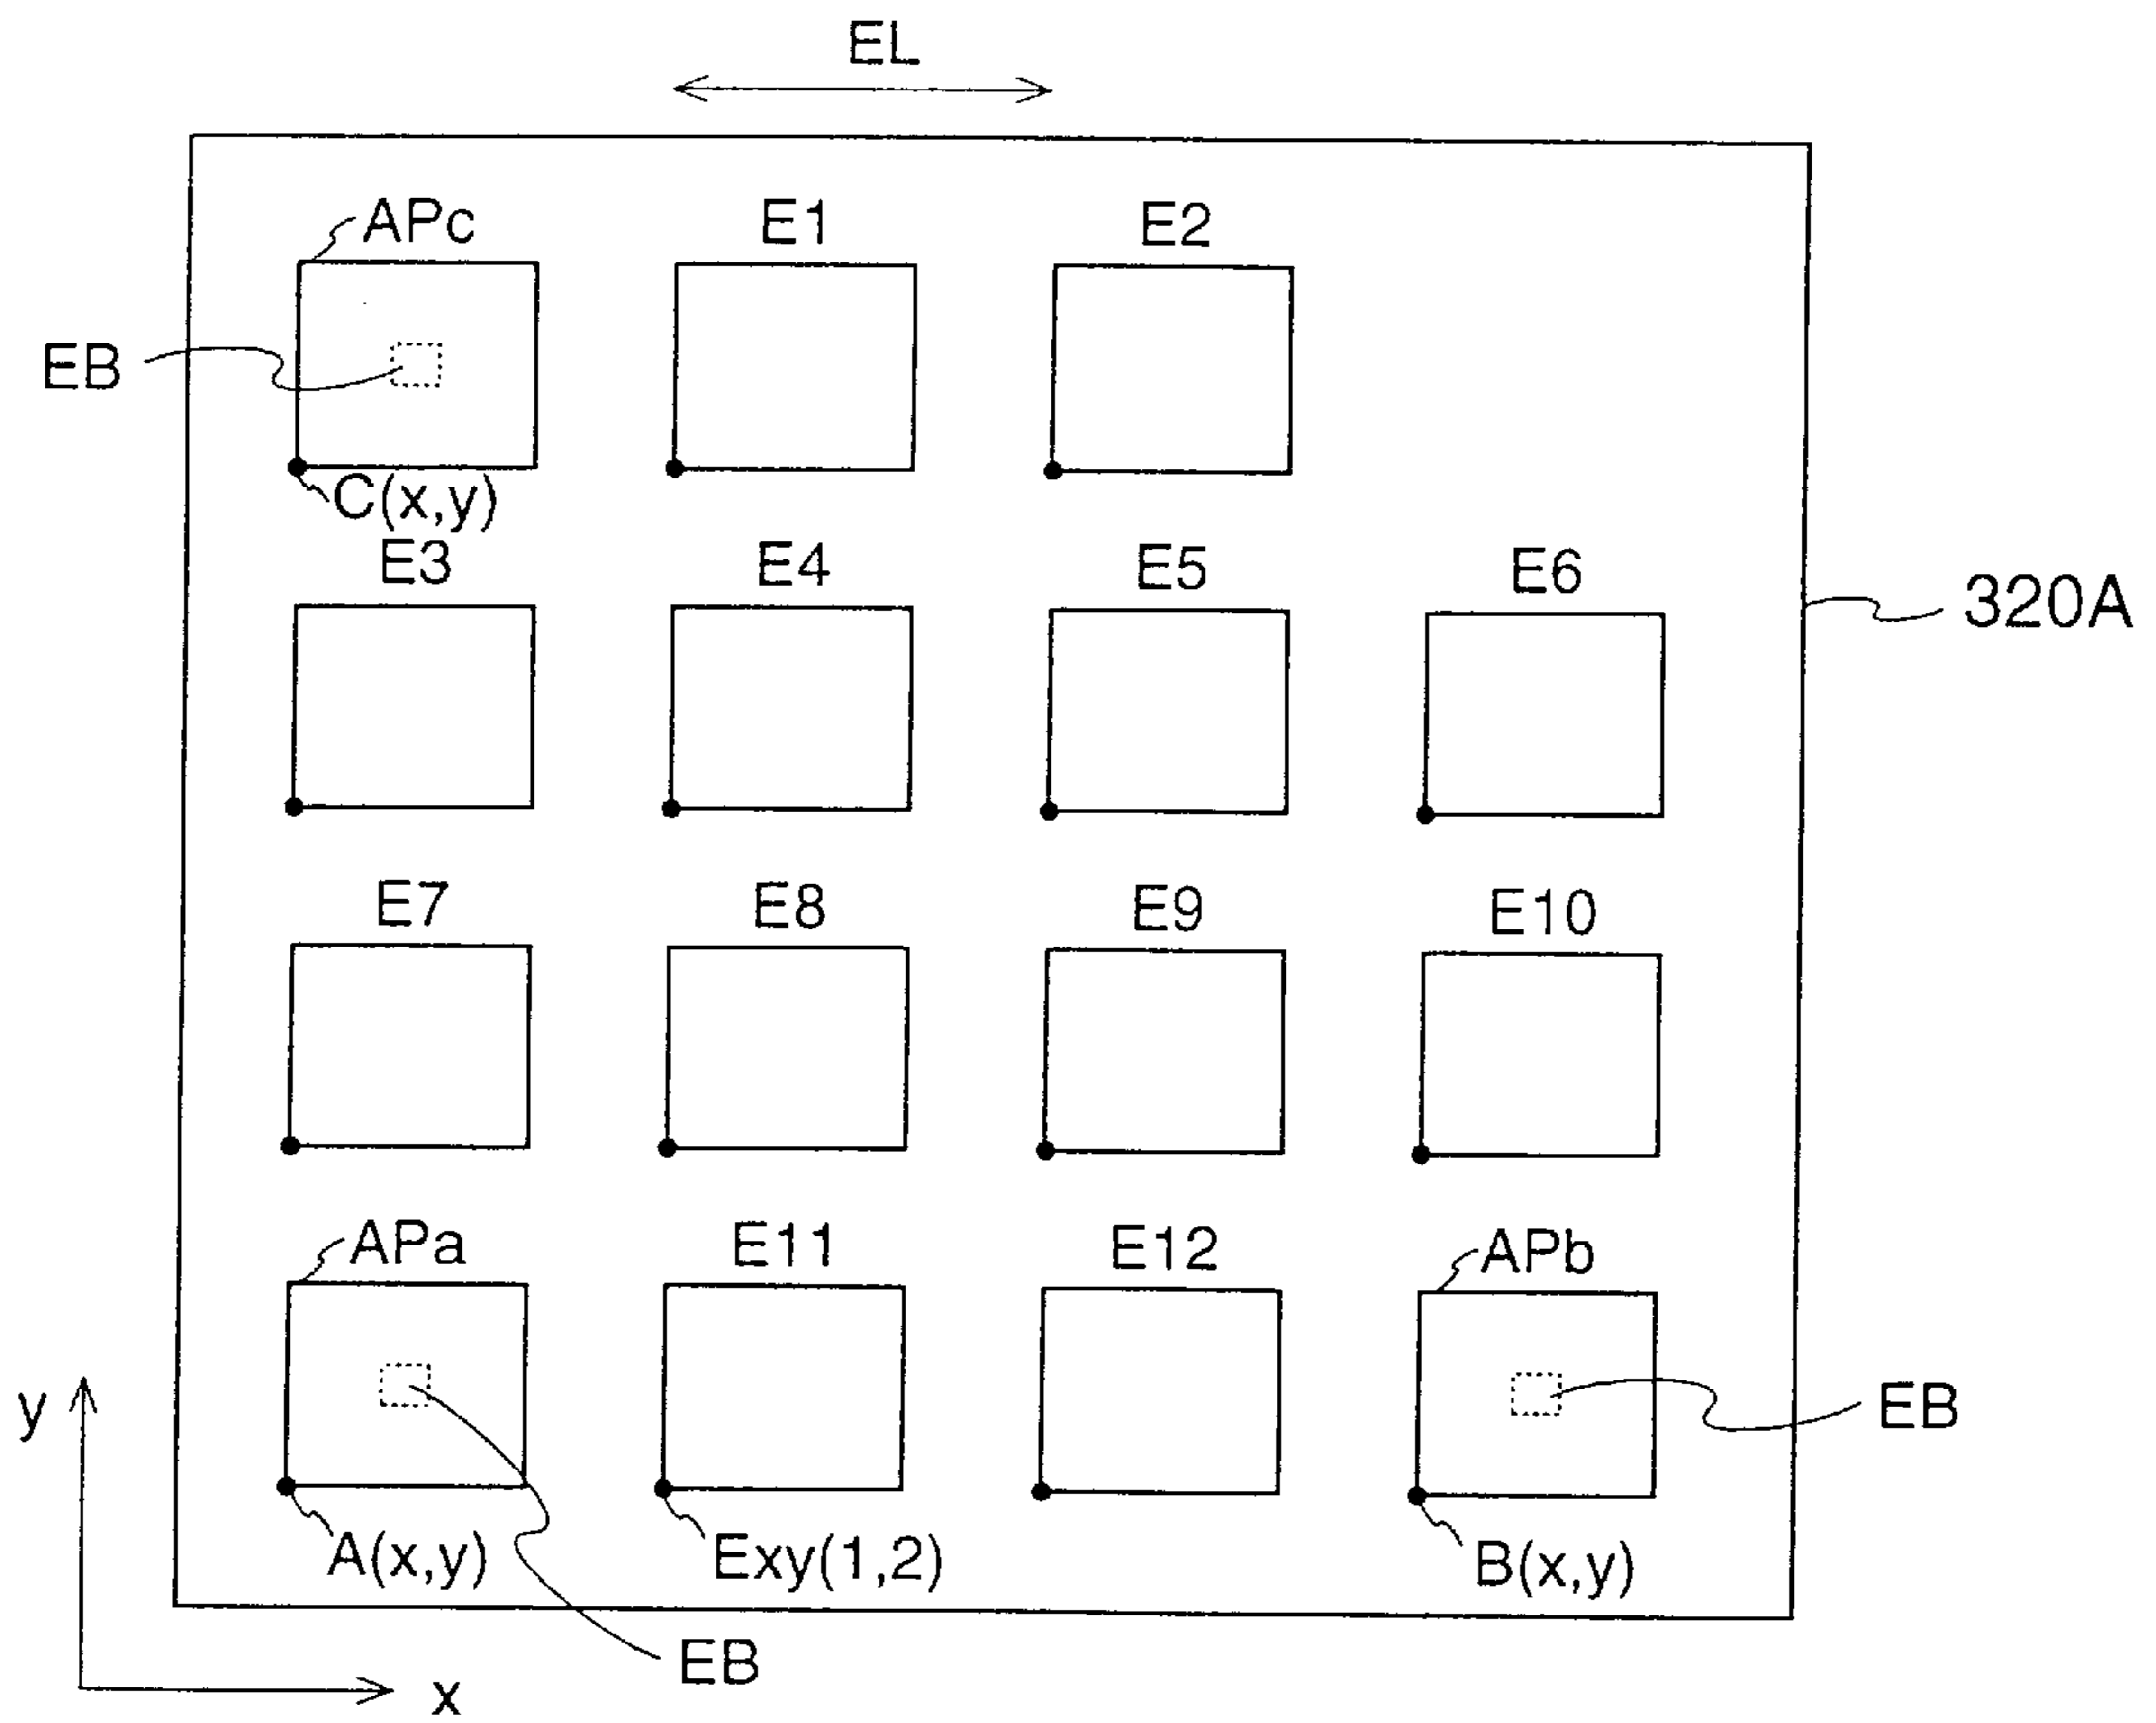 EL
APc E1 E2
EB
C(x,y)
E3 E4 E5 E6
320A
E7 E8 E9 E10
APa E11 E12 APb
y
EB
A(x,y) Exy(1,2) B(x,y)
EB
x